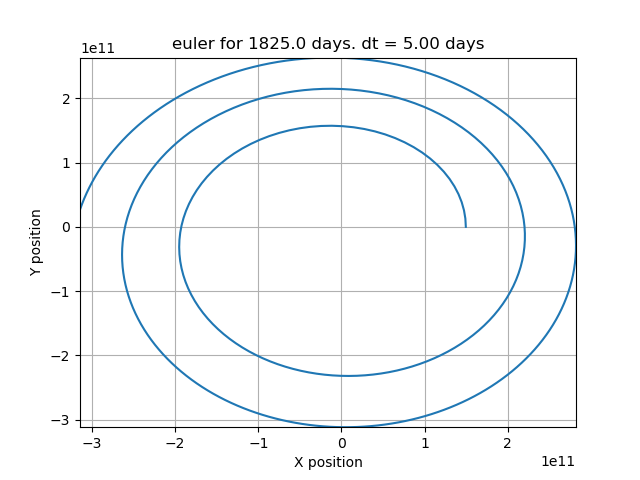 euler for 1825.0 days. dt = 5.00 days
1e11
Y position
2
1
0
−1
−2
−3
−3
−2
−1
0
1
2
X position
1e11